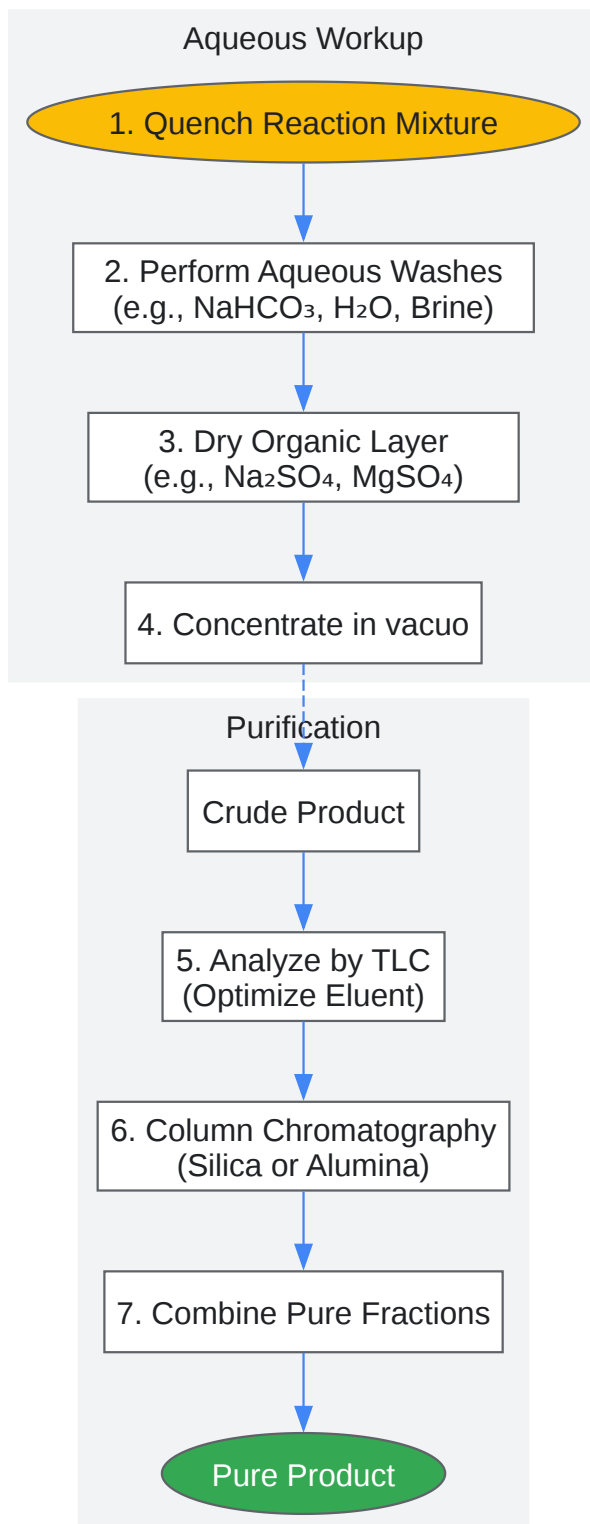 Aqueous Workup
1. Quench Reaction Mixture
2. Perform Aqueous Washes
(e.g., NaHCO₃, H₂O, Brine)
3. Dry Organic Layer
(e.g., Na₂SO₄, MgSO₄)
4. Concentrate in vacuo
Purification
Crude Product
5. Analyze by TLC
(Optimize Eluent)
6. Column Chromatography
(Silica or Alumina)
7. Combine Pure Fractions
Pure Product